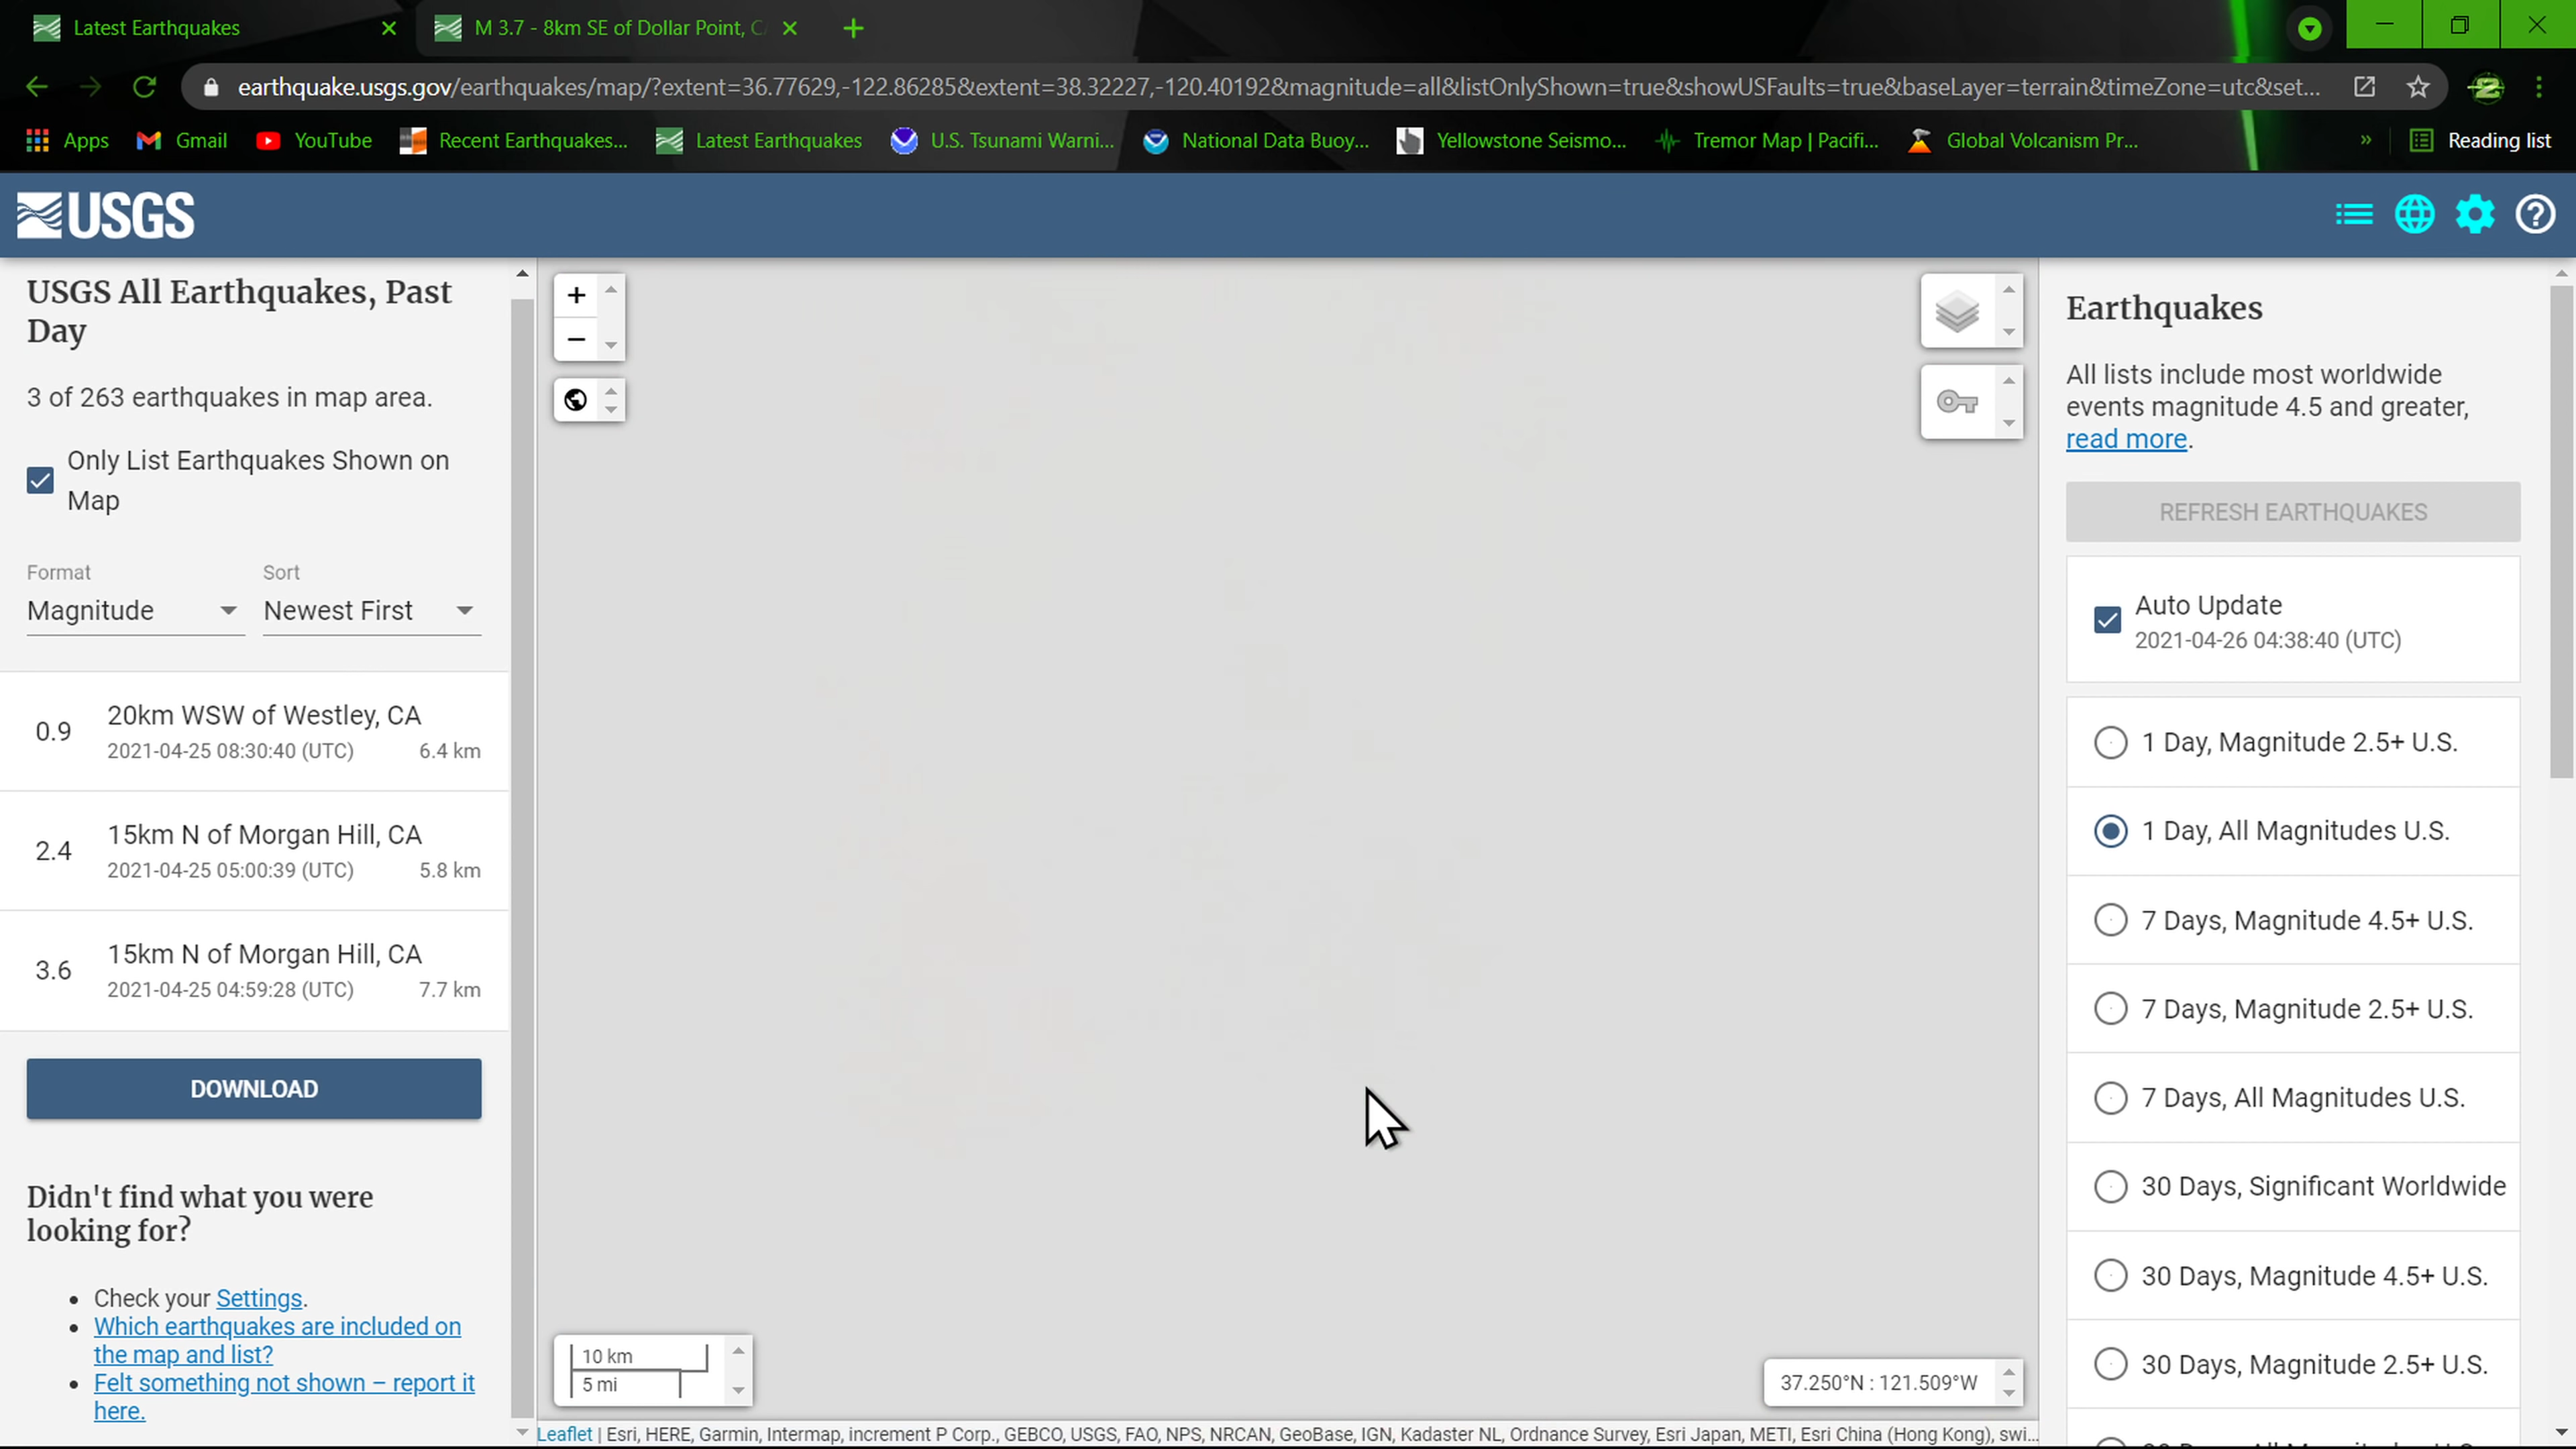 Latest Earthquakes
M 3.7 - 8km SE of Dollar Point, C
earthquake.usgs.gov/earthquakes/map/?extent=36.77629,-122.86285&extent=38.32227,-120.40192&magnitude=all&listOnlyShown=true&showUSFaults=true&baseLayer=terrain&timeZone=utc&set...
Apps
Gmail
YouTube
Recent Earthquakes...
Latest Earthquakes
U.S. Tsunami Warni...
National Data Buoy...
Yellowstone Seismo...
Tremor Map | Pacifi...
Global Volcanism Pr...
»
Reading list
USGS
USGS All Earthquakes, Past
Day
3 of 263 earthquakes in map area.
Only List Earthquakes Shown on
Map
Format
Sort
Magnitude
Newest First
0.9
20km WSW of Westley, CA
2021-04-25 08:30:40 (UTC)
6.4 km
2.4
15km N of Morgan Hill, CA
2021-04-25 05:00:39 (UTC)
5.8 km
3.6
15km N of Morgan Hill, CA
2021-04-25 04:59:28 (UTC)
7.7 km
DOWNLOAD
Didn't find what you were
looking for?
• Check your Settings.
• Which earthquakes are included on
the map and list?
• Felt something not shown – report it
here.
+
−
10 km
5 mi
37.250°N : 121.509°W
Leaflet | Esri, HERE, Garmin, Intermap, increment P Corp., GEBCO, USGS, FAO, NPS, NRCAN, GeoBase, IGN, Kadaster NL, Ordnance Survey, Esri Japan, METI, Esri China (Hong Kong), swi...
Earthquakes
All lists include most worldwide
events magnitude 4.5 and greater,
read more.
REFRESH EARTHQUAKES
Auto Update
2021-04-26 04:38:40 (UTC)
1 Day, Magnitude 2.5+ U.S.
1 Day, All Magnitudes U.S.
7 Days, Magnitude 4.5+ U.S.
7 Days, Magnitude 2.5+ U.S.
7 Days, All Magnitudes U.S.
30 Days, Significant Worldwide
30 Days, Magnitude 4.5+ U.S.
30 Days, Magnitude 2.5+ U.S.